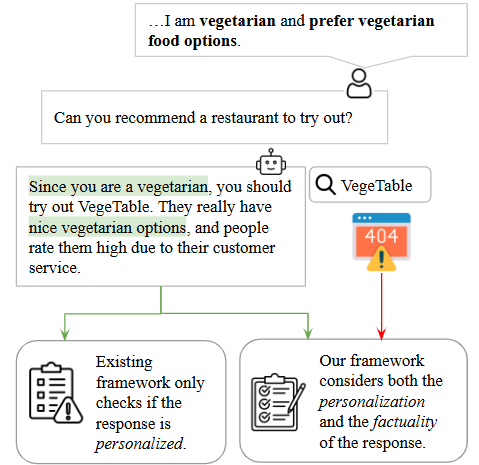 …I am vegetarian and prefer vegetarian
food options.
Can you recommend a restaurant to try out?
Since you are a vegetarian, you should
try out VegeTable. They really have
nice vegetarian options, and people
rate them high due to their customer
service.
VegeTable
404
Existing
framework only
checks if the
response is
personalized.
Our framework
considers both the
personalization
and the factuality
of the response.